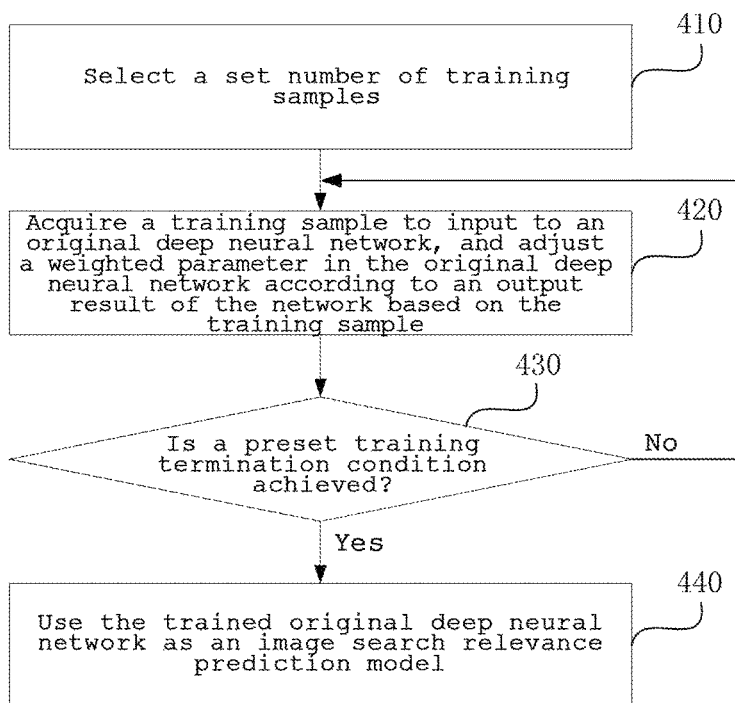 410
Select a set number of training
samples
420
Acquire a training sample to input to an
original deep neural network, and adjust
a weighted parameter in the original deep
neural network according to an output
result of the network based on the
training sample
430
Is a preset training
termination condition
achieved?
No
Yes
440
Use the trained original deep neural
network as an image search relevance
prediction model